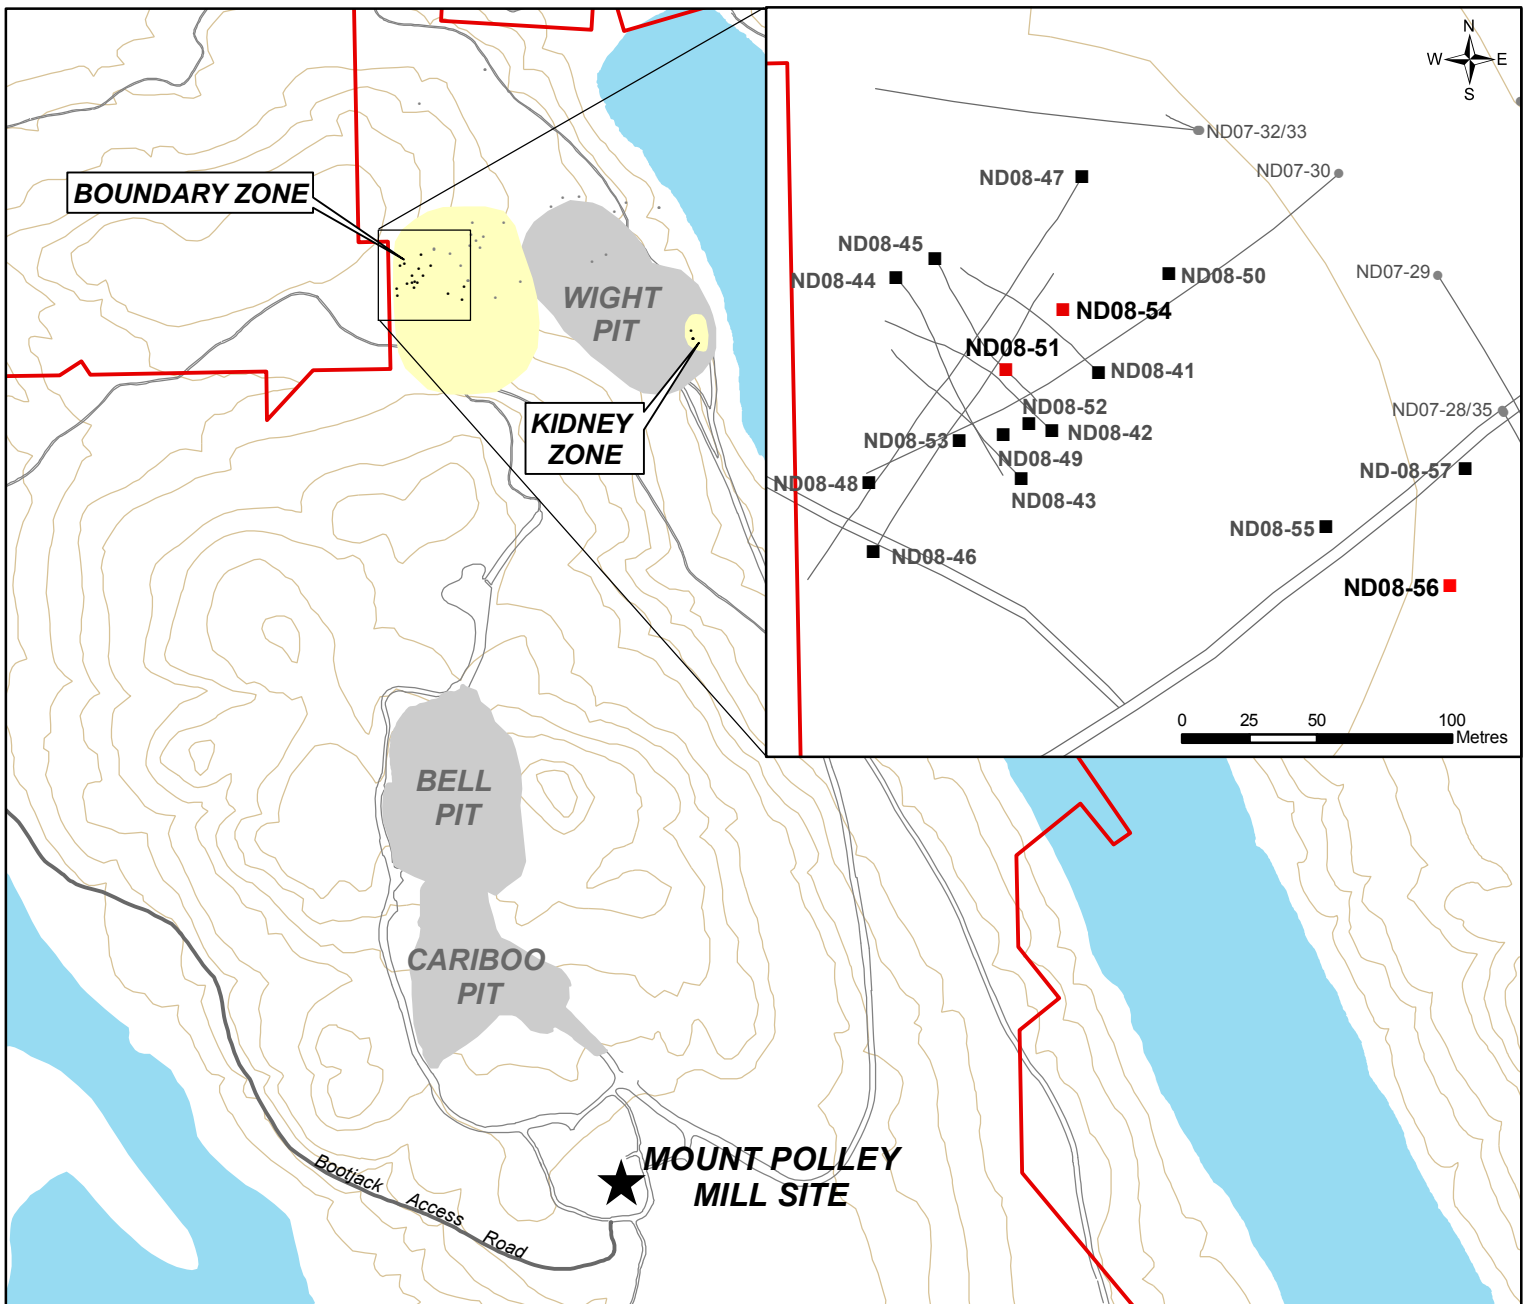 BOUNDARY ZONE
WIGHT
PIT
KIDNEY
ZONE
BELL
PIT
CARIBOO
PIT
MOUNT POLLEY
MILL SITE
Bootjack Access Road
N
W E
S
ND07-32/33
ND07-30
ND08-47
ND08-45
ND08-44
ND08-50
ND07-29
ND08-54
ND08-51
ND08-41
ND08-52
ND07-28/35
ND08-53
ND08-42
ND08-49
ND-08-57
ND08-48
ND08-43
ND08-55
ND08-46
ND08-56
0 25 50 100
Metres